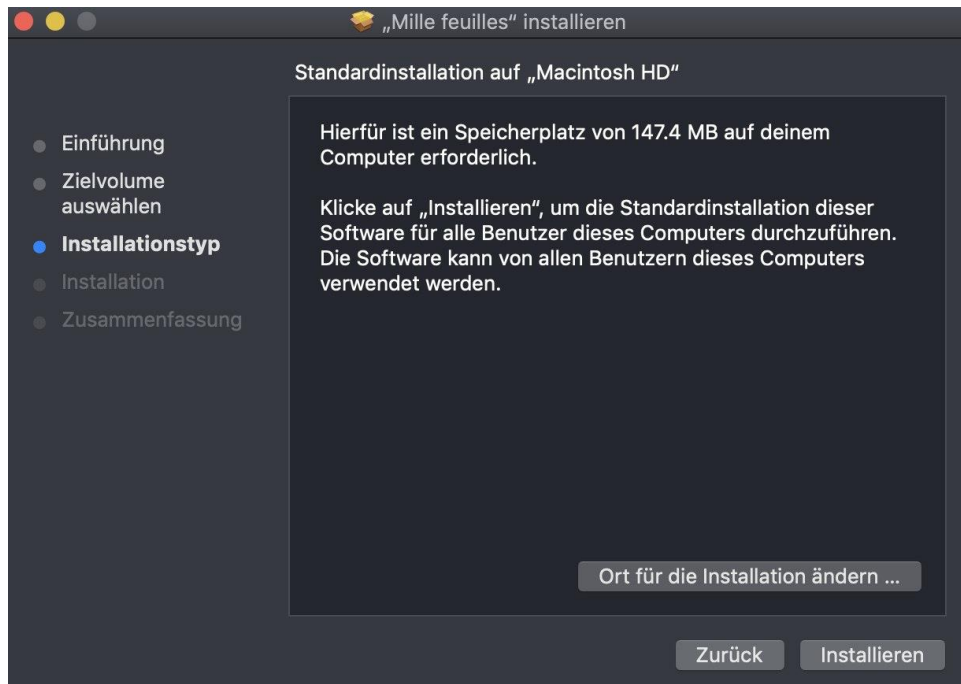 „Mille feuilles“ installieren
Standardinstallation auf „Macintosh HD“
Einführung
Zielvolume
auswählen
Installationstyp
Installation
Zusammenfassung
Hierfür ist ein Speicherplatz von 147.4 MB auf deinem
Computer erforderlich.
Klicke auf „Installieren“, um die Standardinstallation dieser
Software für alle Benutzer dieses Computers durchzuführen.
Die Software kann von allen Benutzern dieses Computers
verwendet werden.
Ort für die Installation ändern ...
Zurück
Installieren